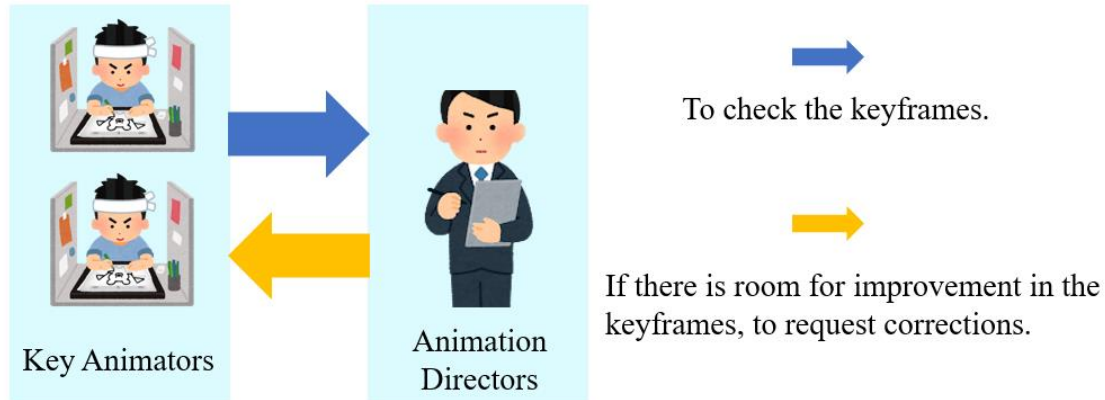 Key Animators
Animation
Directors
To check the keyframes.
If there is room for improvement in the
keyframes, to request corrections.